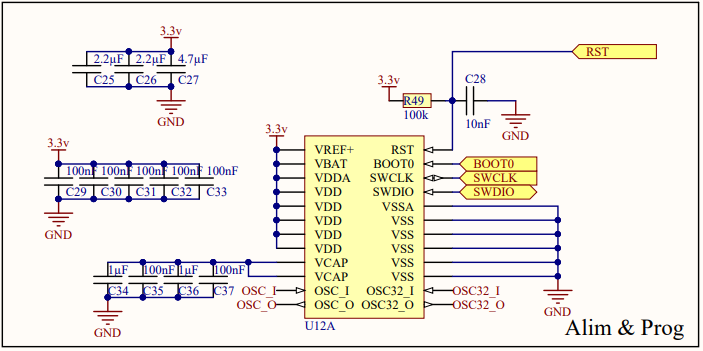 3.3v
2.2µF 2.2µF 4.7µF
C25 C26 C27
GND
RST
3.3v
R49
100k
C28
10nF
GND
3.3v
100nF 100nF 100nF 100nF 100nF
C29 C30 C31 C32 C33
GND
3.3v
VREF+ RST
VBAT BOOT0 BOOT0
VDDA SWCLK SWCLK
VDD SWDIO SWDIO
VDD VSSA
VDD VSS
VDD VSS
VDD VSS
VCAP VSS
VCAP VSS
OSC_I OSC_I OSC32_I OSC32_I
OSC_O OSC_O OSC32_O OSC32_O
U12A
1µF 100nF 1µF 100nF
C34 C35 C36 C37
GND
GND
Alim & Prog